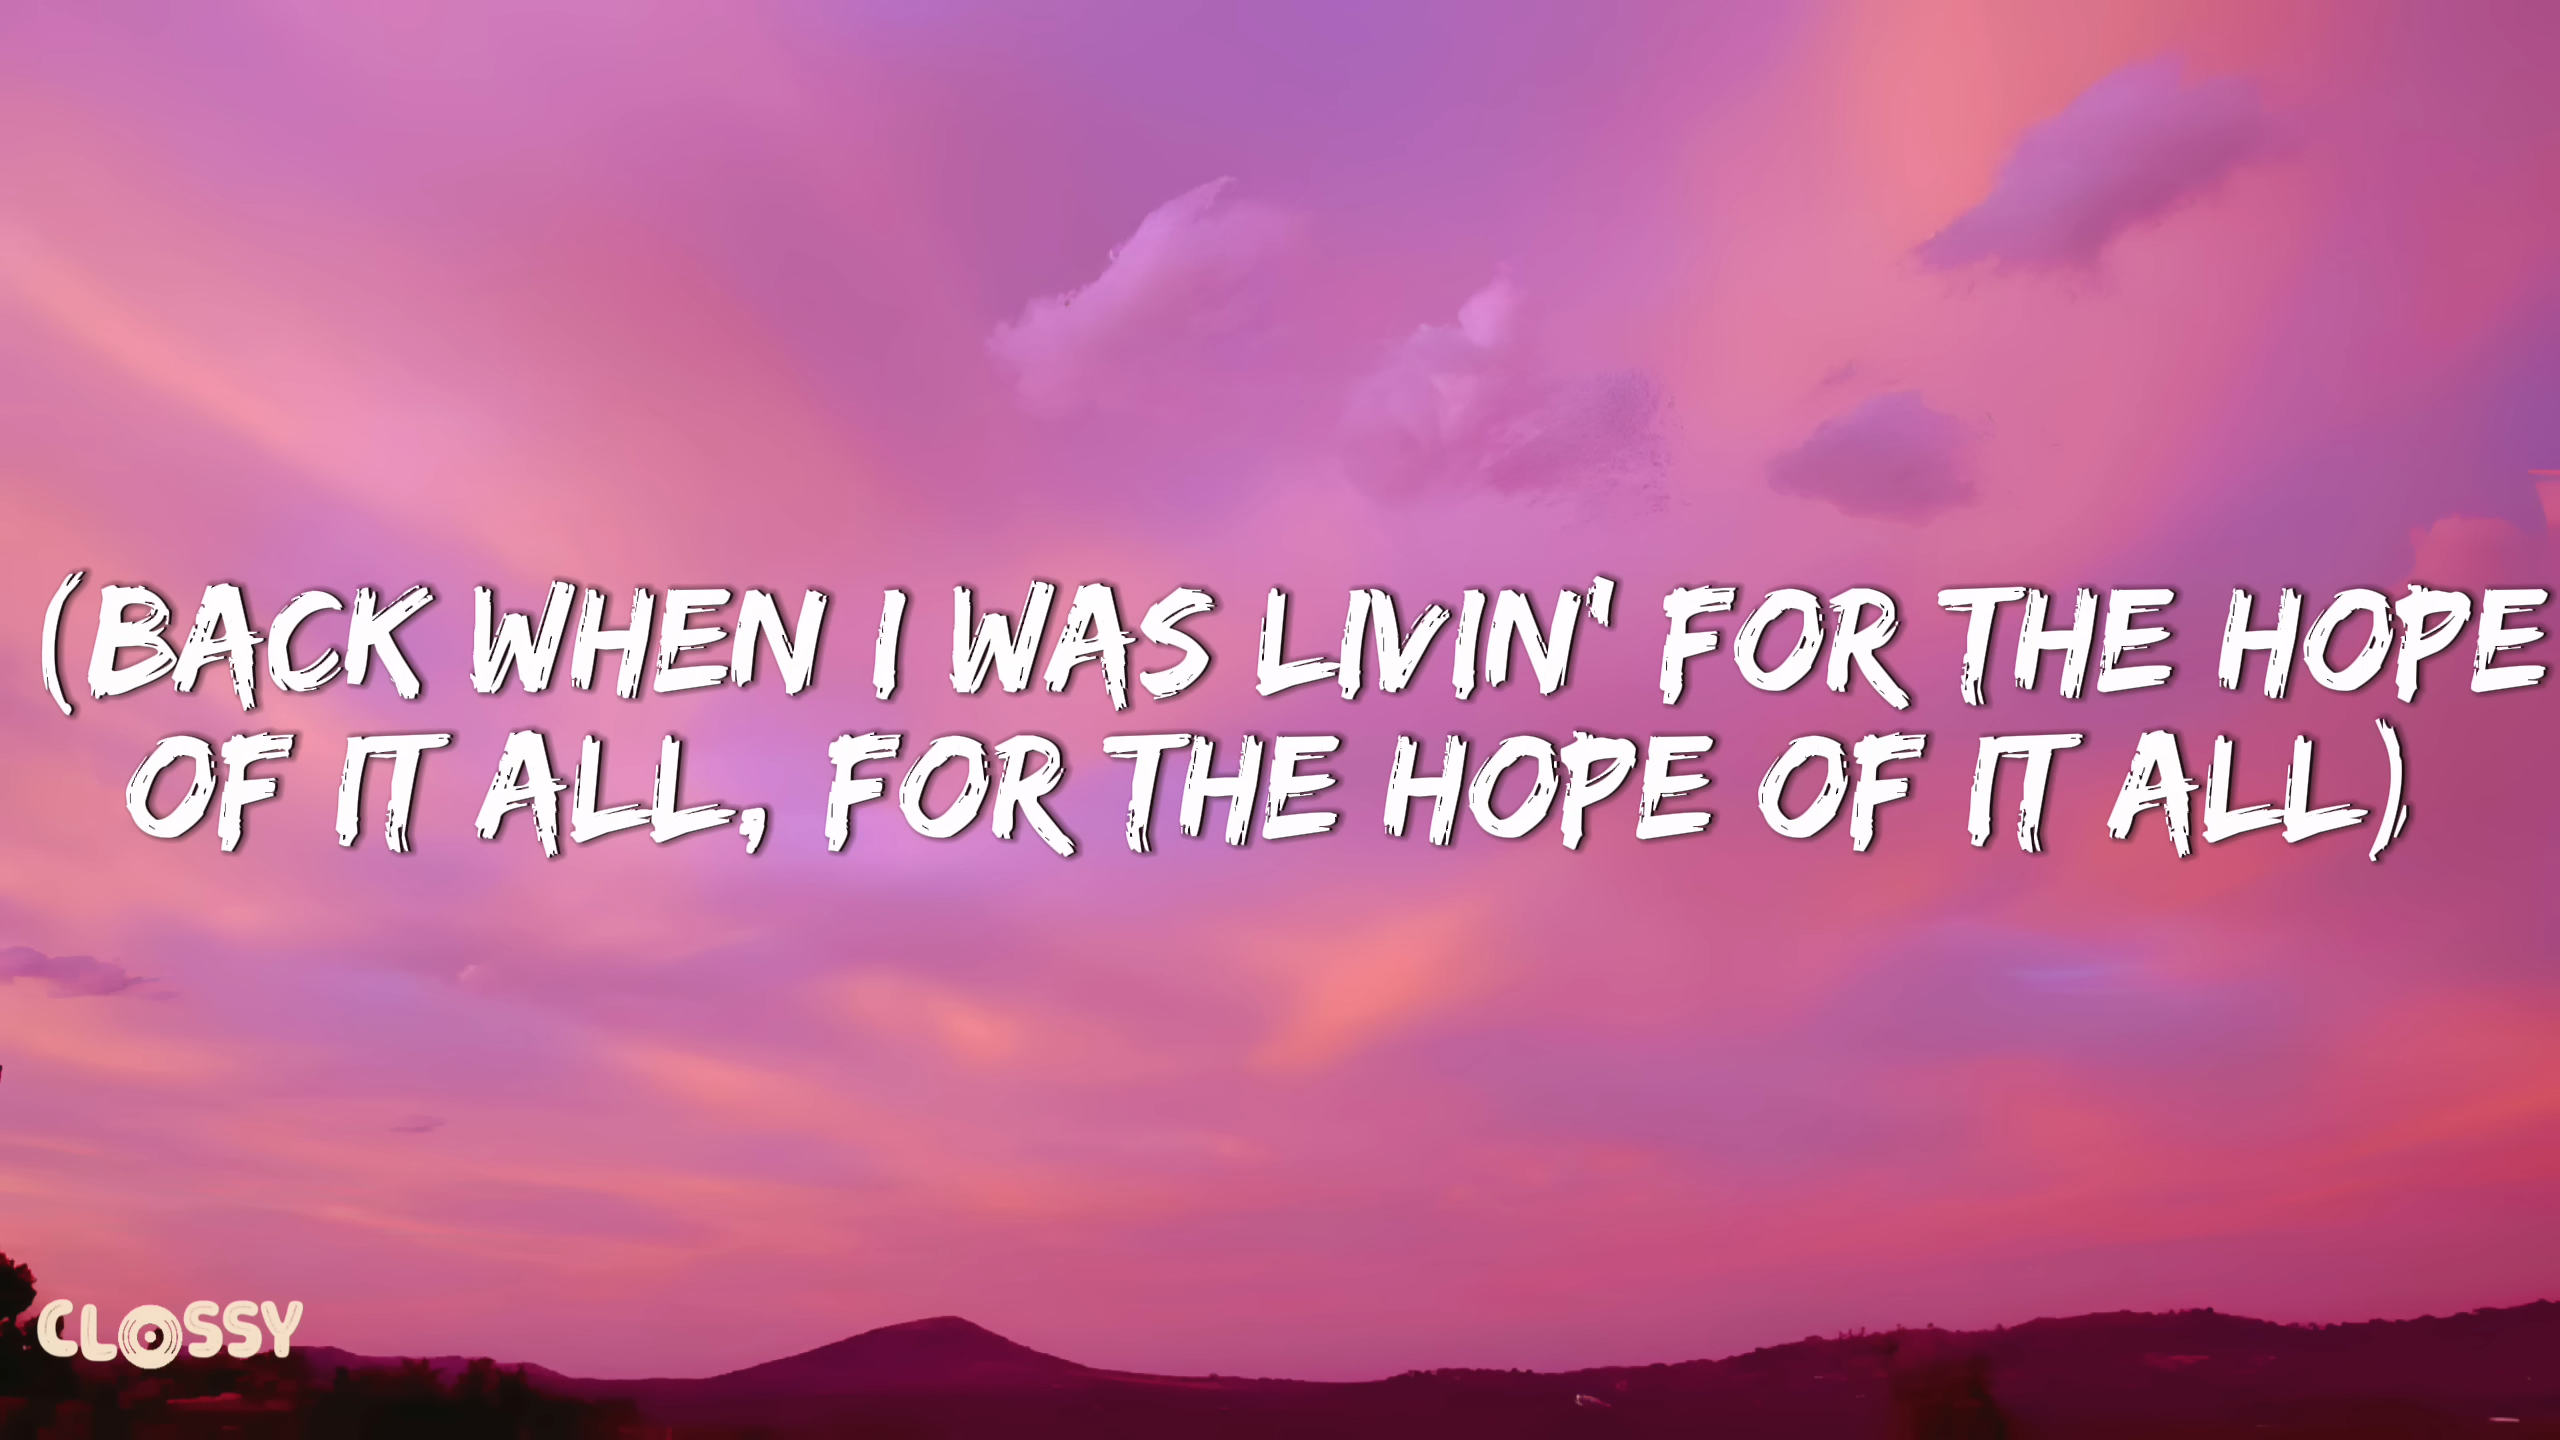 (BACK WHEN I WAS LIVIN' FOR THE HOPE
OF IT ALL, FOR THE HOPE OF IT ALL)
CLOSSY